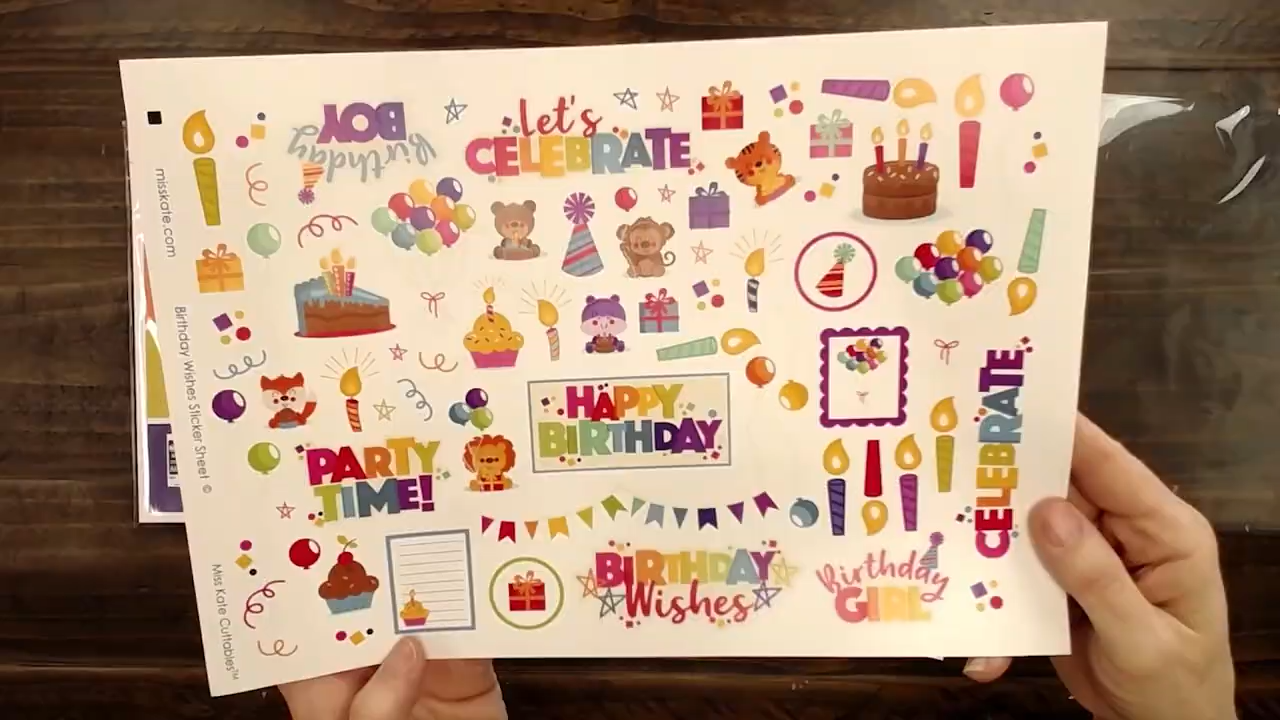 Birthday
BOY
Let's
CELEBRATE
misskate.com
Birthday Wishes Sticker Sheet ©
Miss Kate Cuttables™
HAPPY
BIRTHDAY
PARTY
TIME!
CELEBRATE
BIRTHDAY
Wishes
Birthday
GIRL